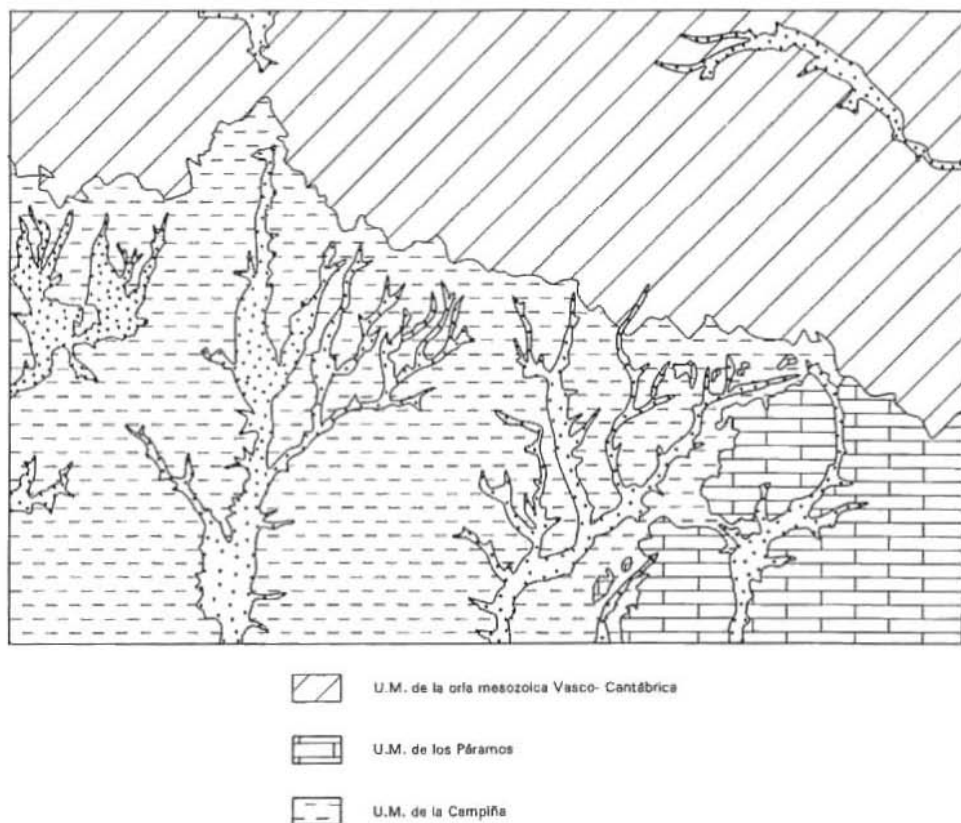 U.M. de la orla mesozoica Vasco- Cantábrica
U.M. de los Páramos
U.M. de la Campiña